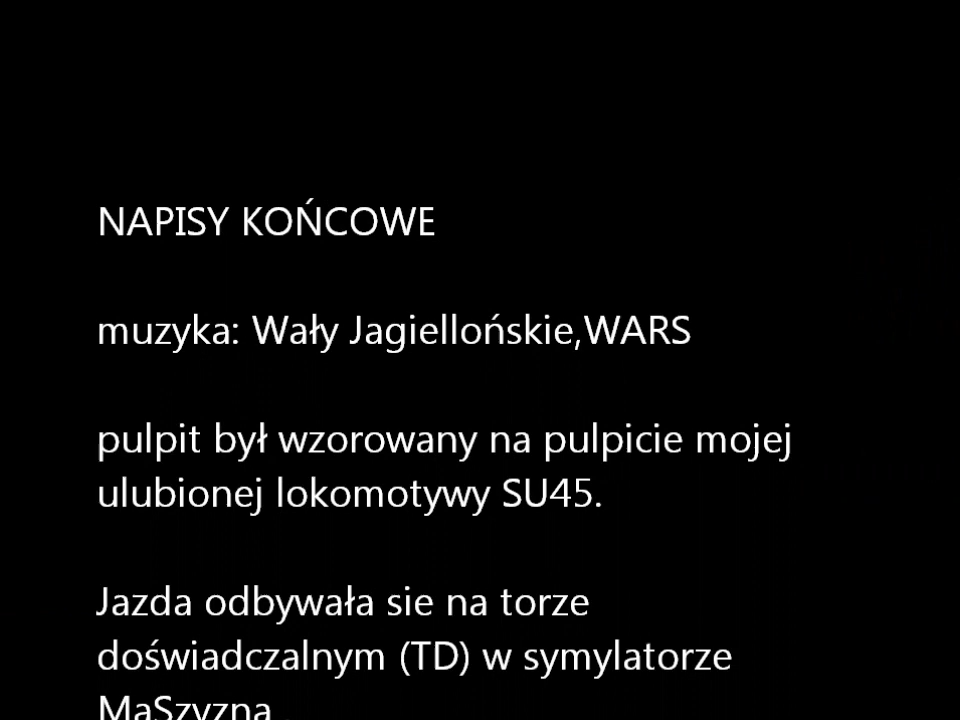 NAPISY KOŃCOWE
muzyka: Wały Jagiellońskie,WARS
pulpit był wzorowany na pulpicie mojej
ulubionej lokomotywy SU45.
Jazda odbywała sie na torze
doświadczalnym (TD) w symylatorze
MaSzyzna .